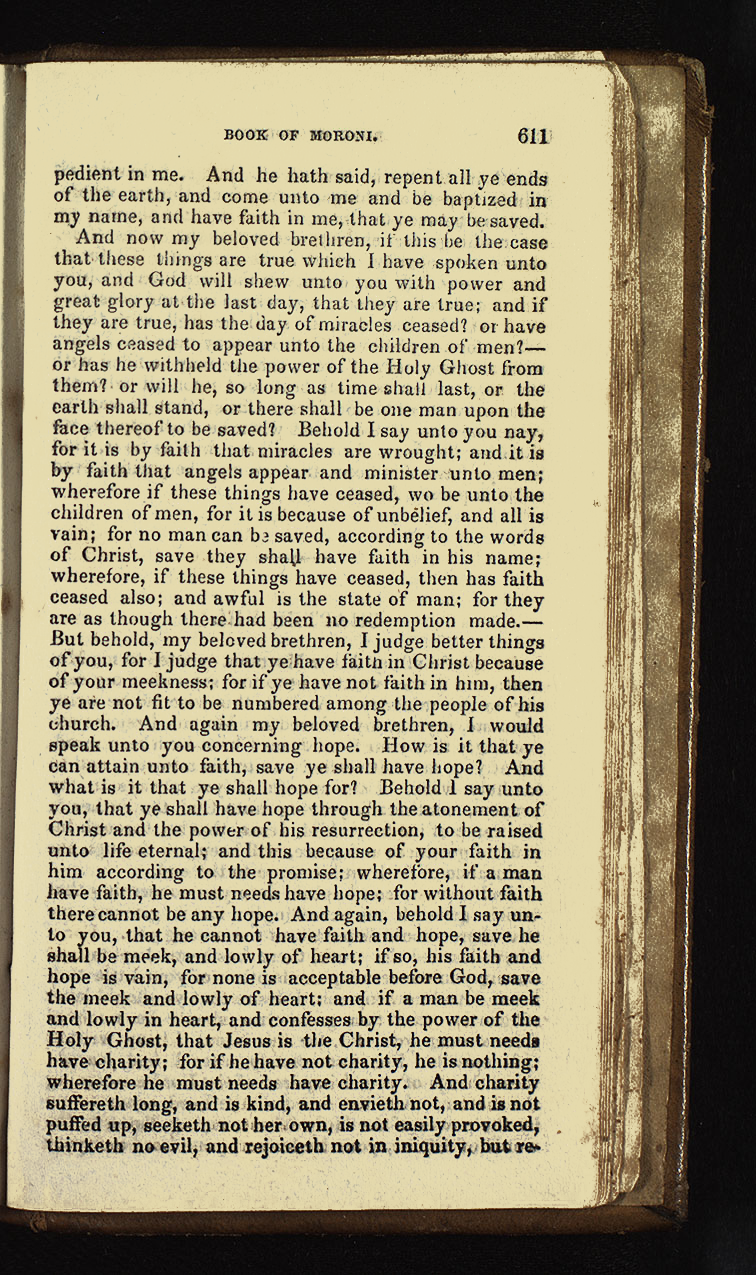 BOOK OF MORONI. 611
pedient in me. And he hath said, repent all ye ends
of the earth, and come unto me and be baptized in
my name, and have faith in me, that ye may be saved.
And now my beloved brethren, if this be the case
that these things are true which I have spoken unto
you, and God will shew unto you with power and
great glory at the last day, that they are true; and if
they are true, has the day of miracles ceased? or have
angels ceased to appear unto the children of men?—
or has he withheld the power of the Holy Ghost from
them? or will he, so long as time shall last, or the
earth shall stand, or there shall be one man upon the
face thereof to be saved? Behold I say unto you nay,
for it is by faith that miracles are wrought; and it is
by faith that angels appear and minister unto men;
wherefore if these things have ceased, wo be unto the
children of men, for it is because of unbelief, and all is
vain; for no man can be saved, according to the words
of Christ, save they shall have faith in his name;
wherefore, if these things have ceased, then has faith
ceased also; and awful is the state of man; for they
are as though there had been no redemption made.—
But behold, my beloved brethren, I judge better things
of you, for I judge that ye have faith in Christ because
of your meekness; for if ye have not faith in him, then
ye are not fit to be numbered among the people of his
church. And again my beloved brethren, I would
speak unto you concerning hope. How is it that ye
can attain unto faith, save ye shall have hope? And
what is it that ye shall hope for? Behold I say unto
you, that ye shall have hope through the atonement of
Christ and the power of his resurrection, to be raised
unto life eternal; and this because of your faith in
him according to the promise; wherefore, if a man
have faith, he must needs have hope; for without faith
there cannot be any hope. And again, behold I say un-
to you, that he cannot have faith and hope, save he
shall be meek, and lowly of heart; if so, his faith and
hope is vain, for none is acceptable before God, save
the meek and lowly of heart; and if a man be meek
and lowly in heart, and confesses by the power of the
Holy Ghost, that Jesus is the Christ, he must needs
have charity; for if he have not charity, he is nothing;
wherefore he must needs have charity. And charity
suffereth long, and is kind, and envieth not, and is not
puffed up, seeketh not her own, is not easily provoked,
thinketh no evil, and rejoiceth not in iniquity, but re-